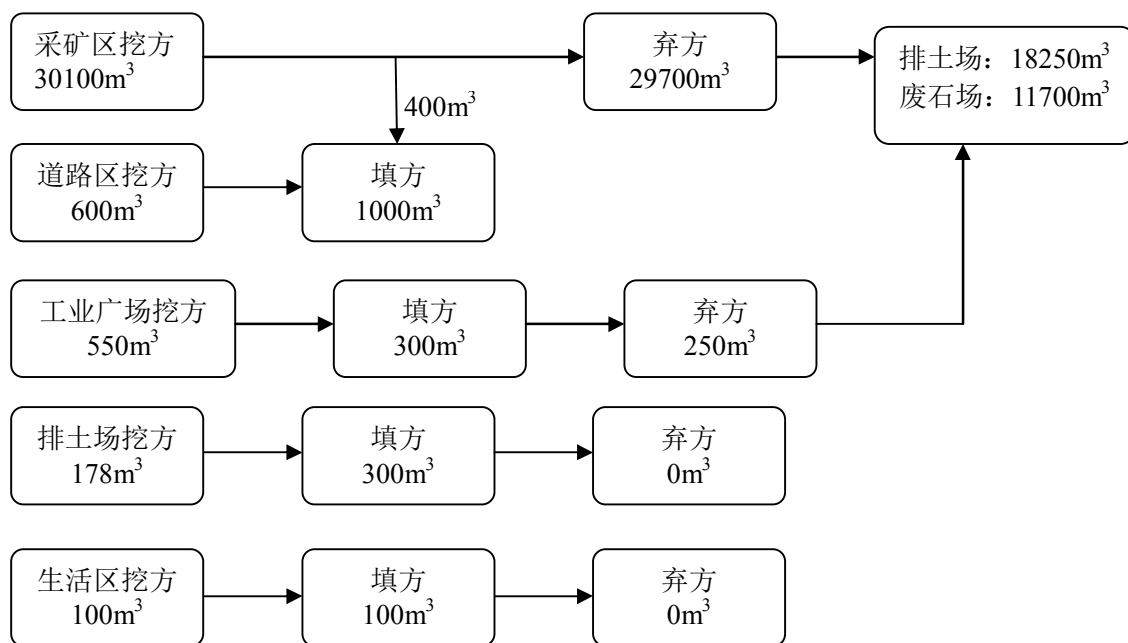 采矿区挖方
30100m³
弃方
29700m³
排土场：18250m³
废石场：11700m³
400m³
道路区挖方
600m³
填方
1000m³
工业广场挖方
550m³
填方
300m³
弃方
250m³
排土场挖方
178m³
填方
300m³
弃方
0m³
生活区挖方
100m³
填方
100m³
弃方
0m³